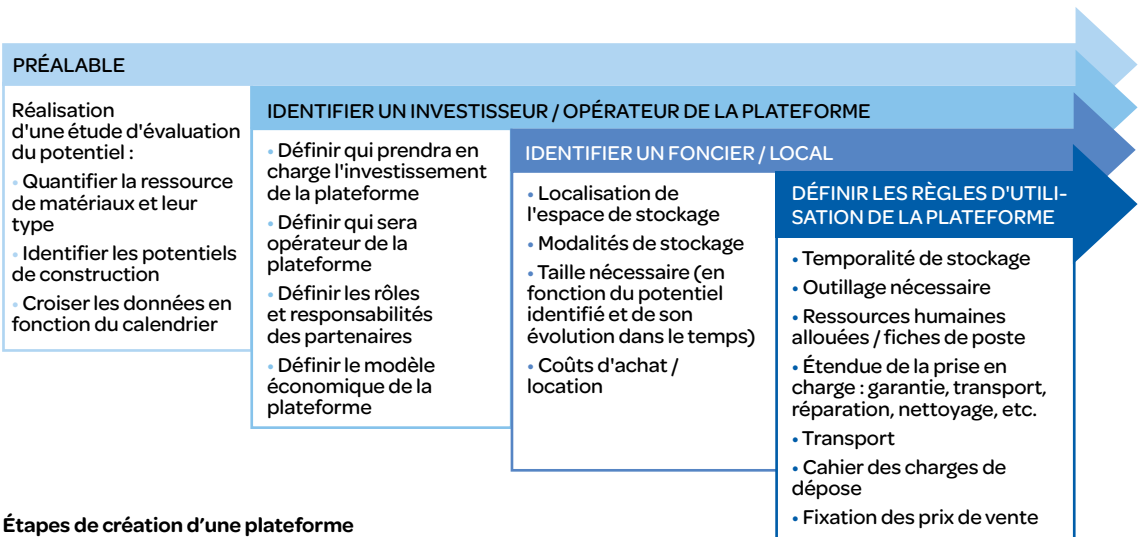 PRÉALABLE
Réalisation
d'une étude d'évaluation
du potentiel :
• Quantifier la ressource
de matériaux et leur
type
• Identifier les potentiels
de construction
• Croiser les données en
fonction du calendrier
IDENTIFIER UN INVESTISSEUR / OPÉRATEUR DE LA PLATEFORME
• Définir qui prendra en
charge l'investissement
de la plateforme
• Définir qui sera
opérateur de la
plateforme
• Définir les rôles
et responsabilités
des partenaires
• Définir le modèle
économique de la
plateforme
IDENTIFIER UN FONCIER / LOCAL
• Localisation de
l'espace de stockage
• Modalités de stockage
• Taille nécessaire (en
fonction du potentiel
identifié et de son
évolution dans le temps)
• Coûts d'achat /
location
DÉFINIR LES RÈGLES D'UTILI-
SATION DE LA PLATEFORME
• Temporalité de stockage
• Outillage nécessaire
• Ressources humaines
allouées / fiches de poste
• Étendue de la prise en
charge : garantie, transport,
réparation, nettoyage, etc.
• Transport
• Cahier des charges de
dépose
• Fixation des prix de vente
Étapes de création d'une plateforme